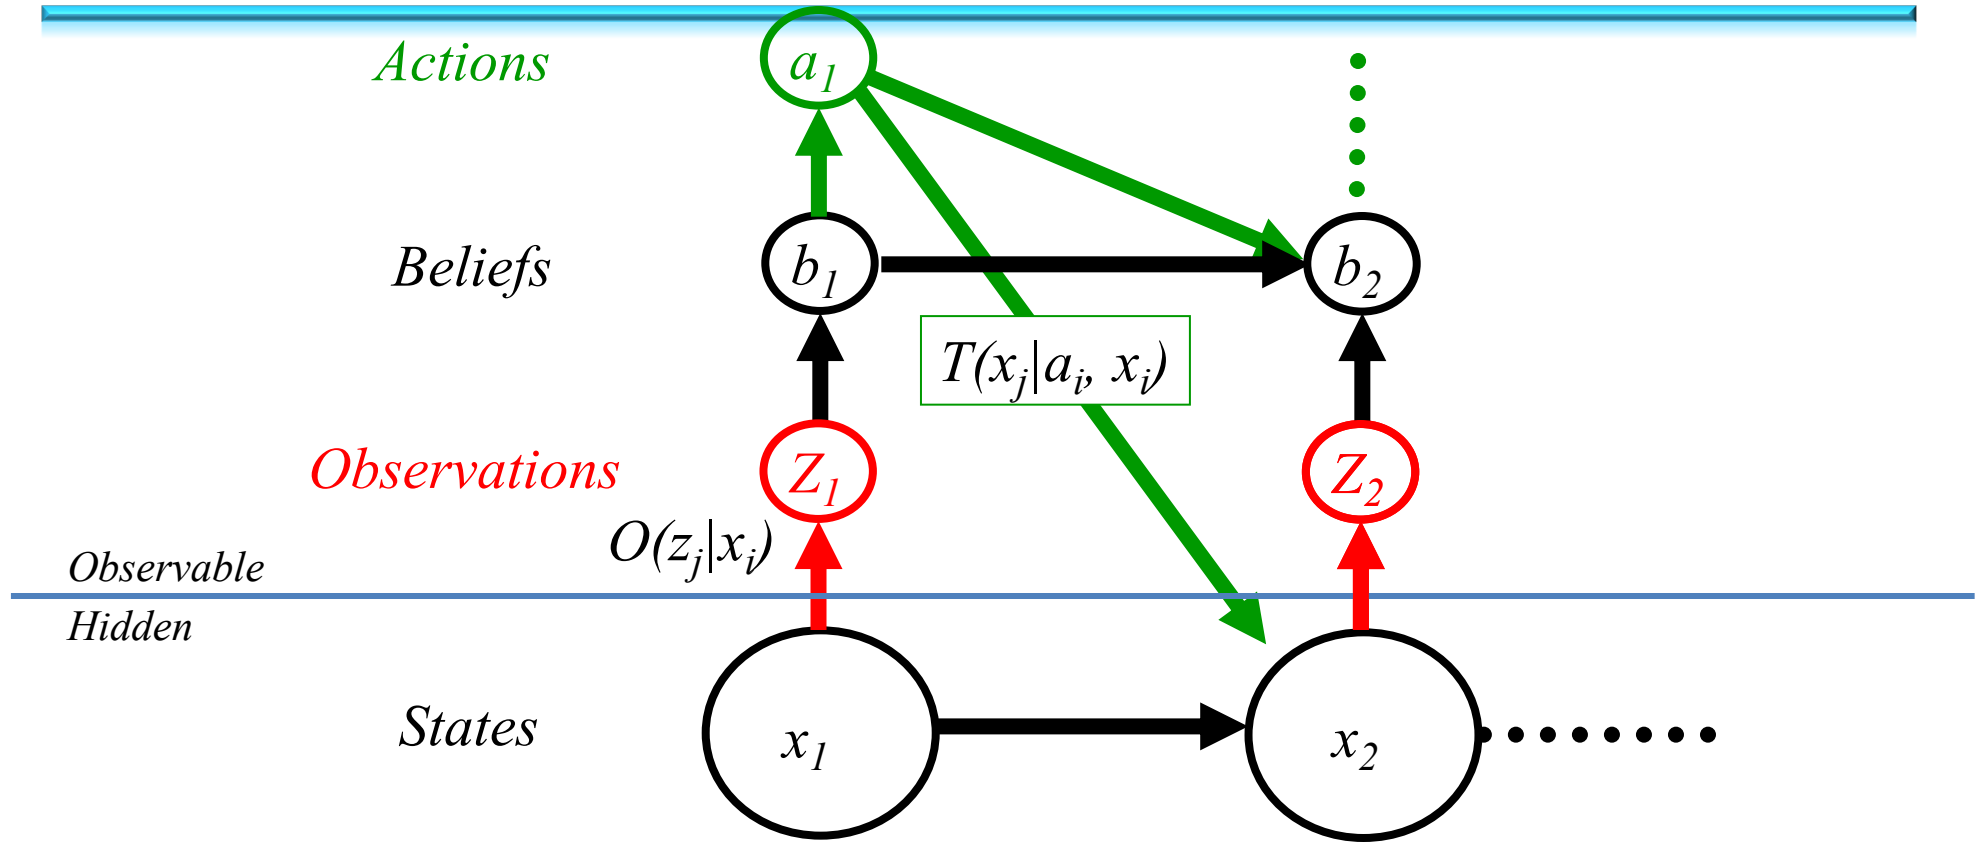 Actions
a1
Beliefs
b1
b2
T(xj|ai, xi)
Observations
Z1
Z2
O(zj|xi)
Observable
Hidden
States
x1
x2